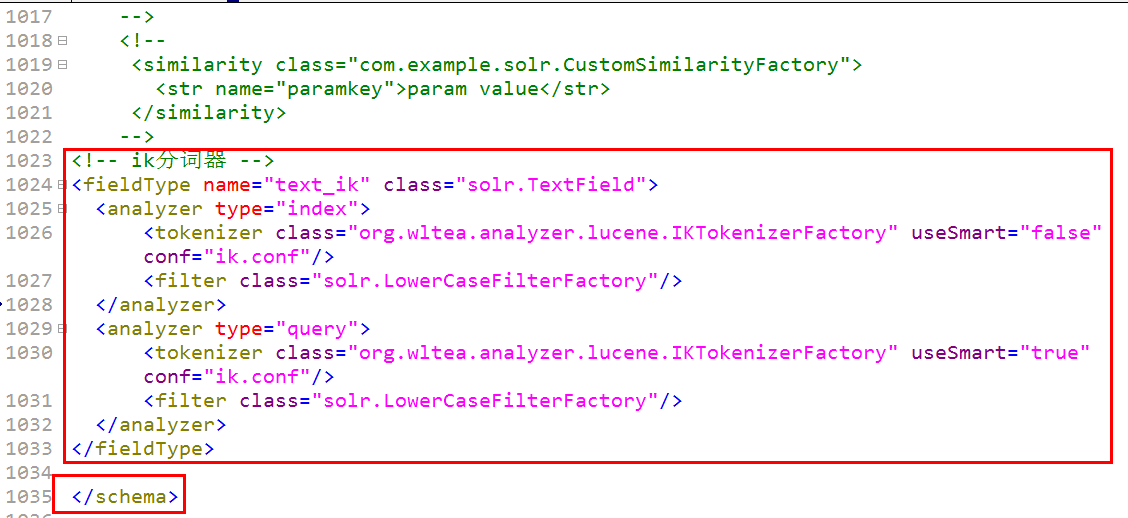 1017     -->
1018     <!--
1019      <similarity class="com.example.solr.CustomSimilarityFactory">
1020        <str name="paramkey">param value</str>
1021      </similarity>
1022     -->
1023 <!-- ik分词器 -->
1024 <fieldType name="text_ik" class="solr.TextField">
1025   <analyzer type="index">
1026       <tokenizer class="org.wltea.analyzer.lucene.IKTokenizerFactory" useSmart="false"
conf="ik.conf"/>
1027       <filter class="solr.LowerCaseFilterFactory"/>
1028   </analyzer>
1029   <analyzer type="query">
1030       <tokenizer class="org.wltea.analyzer.lucene.IKTokenizerFactory" useSmart="true"
conf="ik.conf"/>
1031       <filter class="solr.LowerCaseFilterFactory"/>
1032   </analyzer>
1033 </fieldType>
1034
1035 </schema>